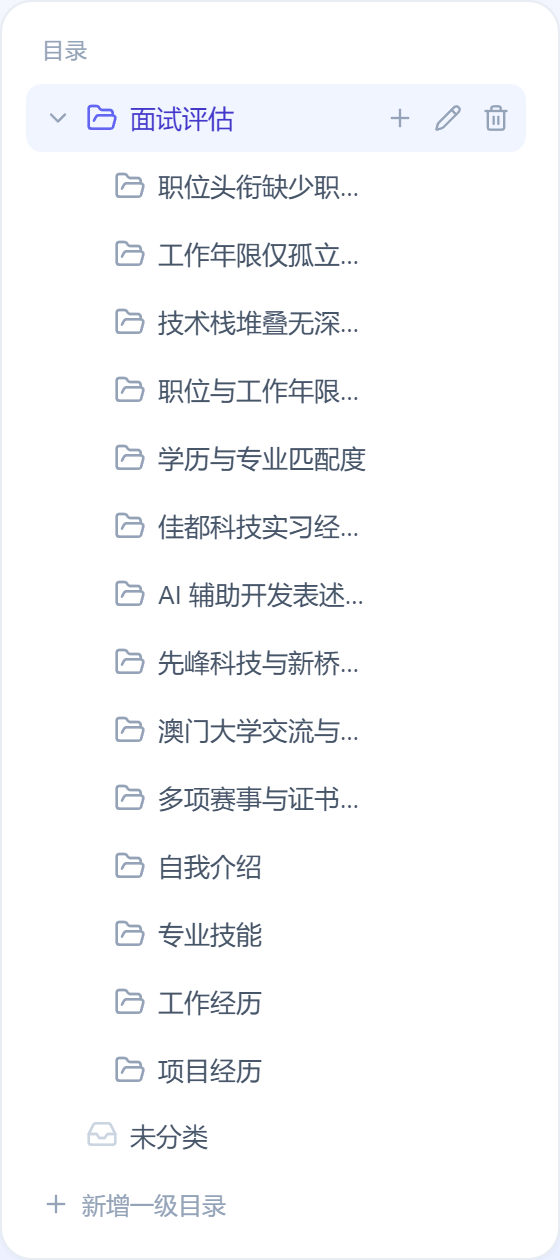 目录
面试评估
职位头衔缺少职...
工作年限仅孤立...
技术栈堆叠无深...
职位与工作年限...
学历与专业匹配度
佳都科技实习经...
AI 辅助开发表述...
先峰科技与新桥...
澳门大学交流与...
多项赛事与证书...
自我介绍
专业技能
工作经历
项目经历
未分类
新增一级目录